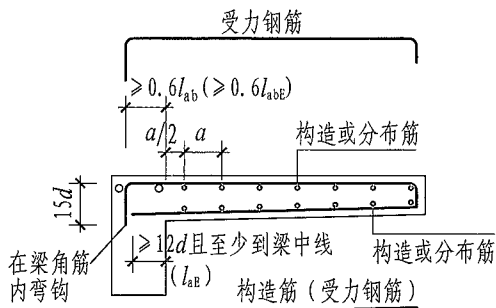 受力钢筋
≥0.6lab(≥0.6labE)
a/2 a
构造或分布筋
15d
≥12d且至少到梁中线
(laE)
在梁角筋
内弯钩
构造或分布筋
构造筋(受力钢筋)